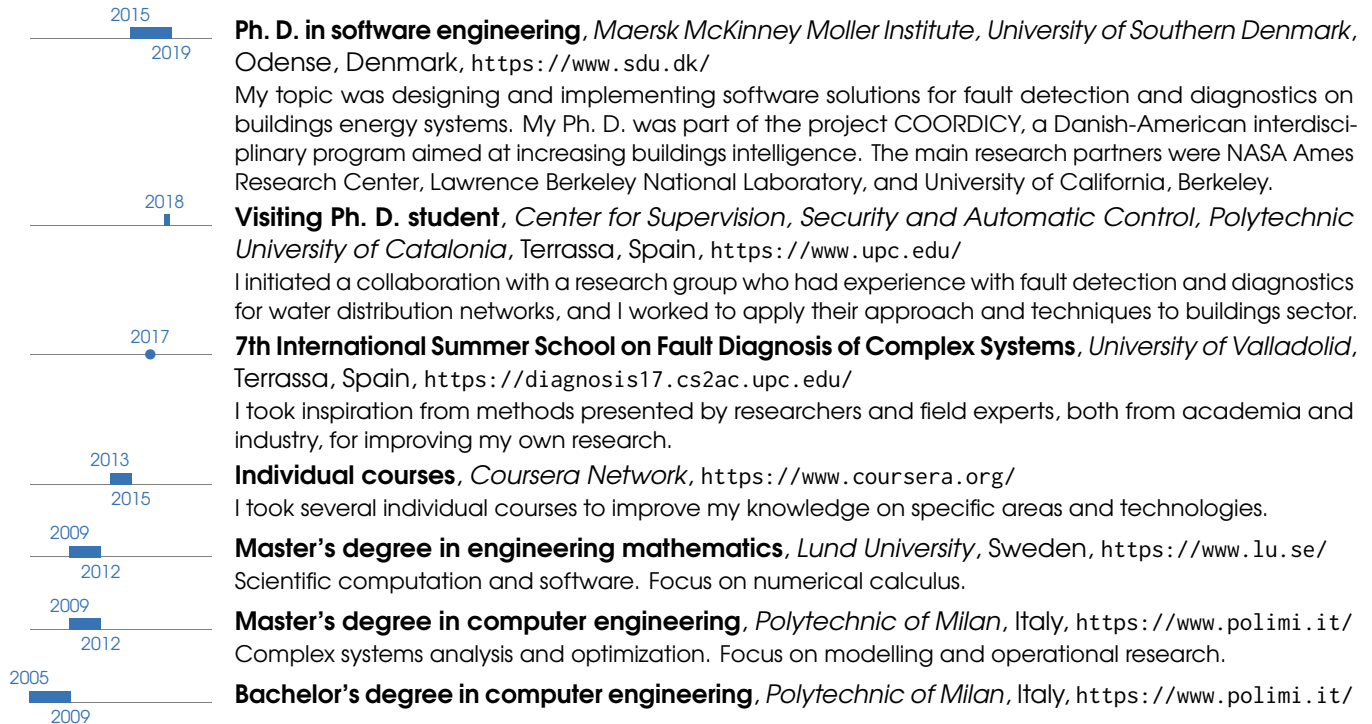 2015
2019
Ph. D. in software engineering, Maersk McKinney Moller Institute, University of Southern Denmark,
Odense, Denmark, https://www.sdu.dk/
My topic was designing and implementing software solutions for fault detection and diagnostics on
buildings energy systems. My Ph. D. was part of the project COORDICY, a Danish-American interdisci-
plinary program aimed at increasing buildings intelligence. The main research partners were NASA Ames
Research Center, Lawrence Berkeley National Laboratory, and University of California, Berkeley.
2018
Visiting Ph. D. student, Center for Supervision, Security and Automatic Control, Polytechnic
University of Catalonia, Terrassa, Spain, https://www.upc.edu/
I initiated a collaboration with a research group who had experience with fault detection and diagnostics
for water distribution networks, and I worked to apply their approach and techniques to buildings sector.
2017
7th International Summer School on Fault Diagnosis of Complex Systems, University of Valladolid,
Terrassa, Spain, https://diagnosis17.cs2ac.upc.edu/
I took inspiration from methods presented by researchers and field experts, both from academia and
industry, for improving my own research.
2013
2015
Individual courses, Coursera Network, https://www.coursera.org/
I took several individual courses to improve my knowledge on specific areas and technologies.
2009
2012
Master's degree in engineering mathematics, Lund University, Sweden, https://www.lu.se/
Scientific computation and software. Focus on numerical calculus.
2009
2012
Master's degree in computer engineering, Polytechnic of Milan, Italy, https://www.polimi.it/
Complex systems analysis and optimization. Focus on modelling and operational research.
2005
2009
Bachelor's degree in computer engineering, Polytechnic of Milan, Italy, https://www.polimi.it/